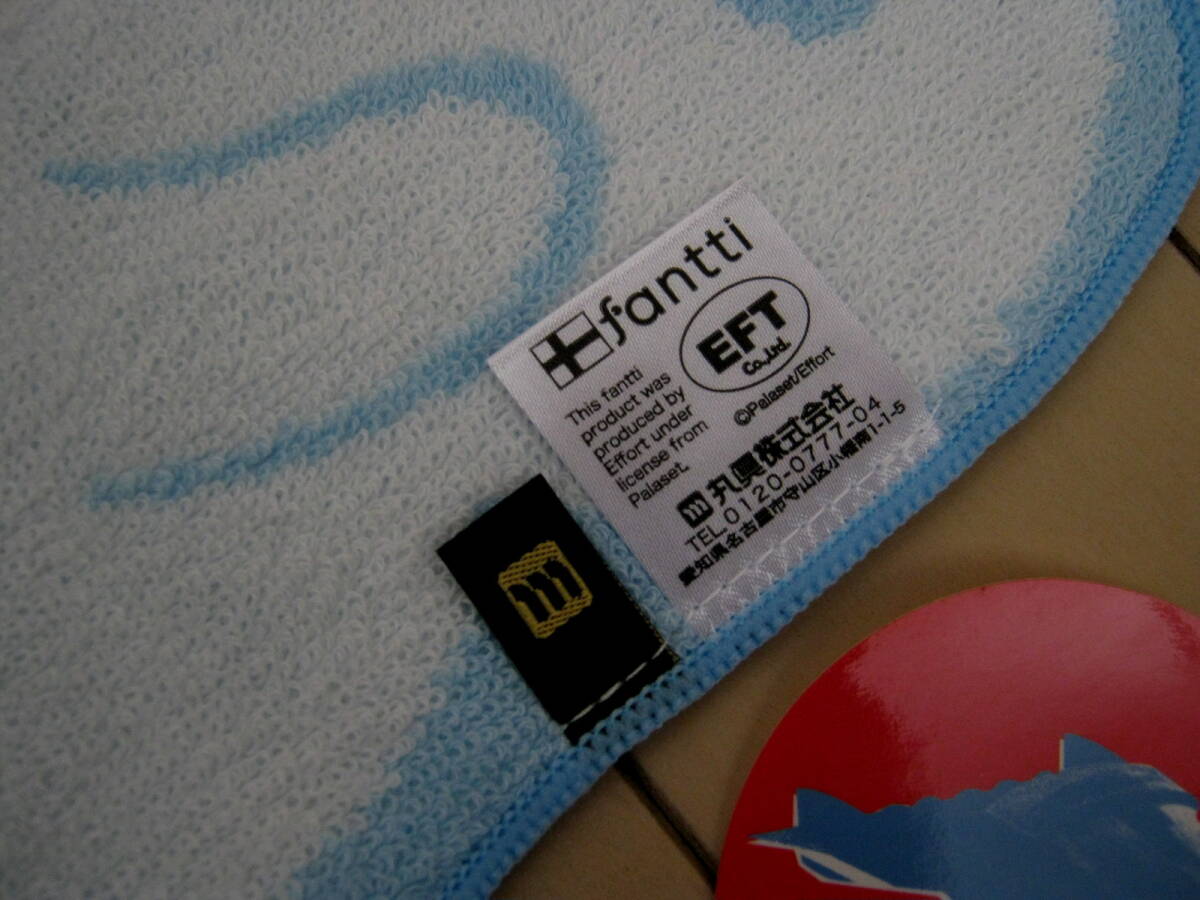 fantti
EFT
Co.,Ltd.
This fantti
product was
produced by
Effort under
license from
Palaset.
©Palaset/Effort
丸眞株式会社
TEL.0120-0777-04
愛知県名古屋市守山区小幡南1-1-5